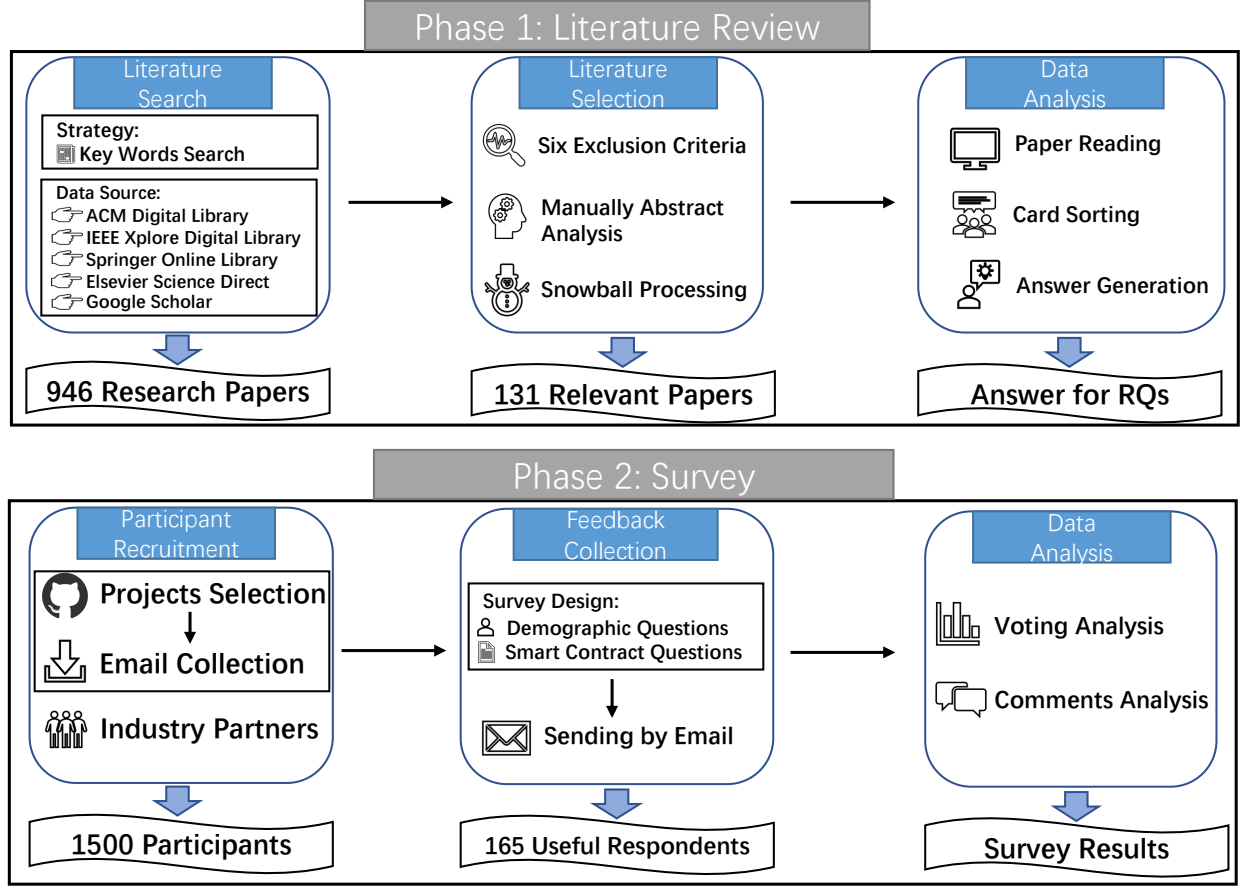 Phase 1: Literature Review
Literature
Search
Strategy:
Key Words Search
Data Source:
ACM Digital Library
IEEE Xplore Digital Library
Springer Online Library
Elsevier Science Direct
Google Scholar
946 Research Papers
Literature
Selection
Six Exclusion Criteria
Manually Abstract
Analysis
Snowball Processing
131 Relevant Papers
Data
Analysis
Paper Reading
Card Sorting
Answer Generation
Answer for RQs
Phase 2: Survey
Participant
Recruitment
Projects Selection
Email Collection
Industry Partners
1500 Participants
Feedback
Collection
Survey Design:
Demographic Questions
Smart Contract Questions
Sending by Email
165 Useful Respondents
Data
Analysis
Voting Analysis
Comments Analysis
Survey Results